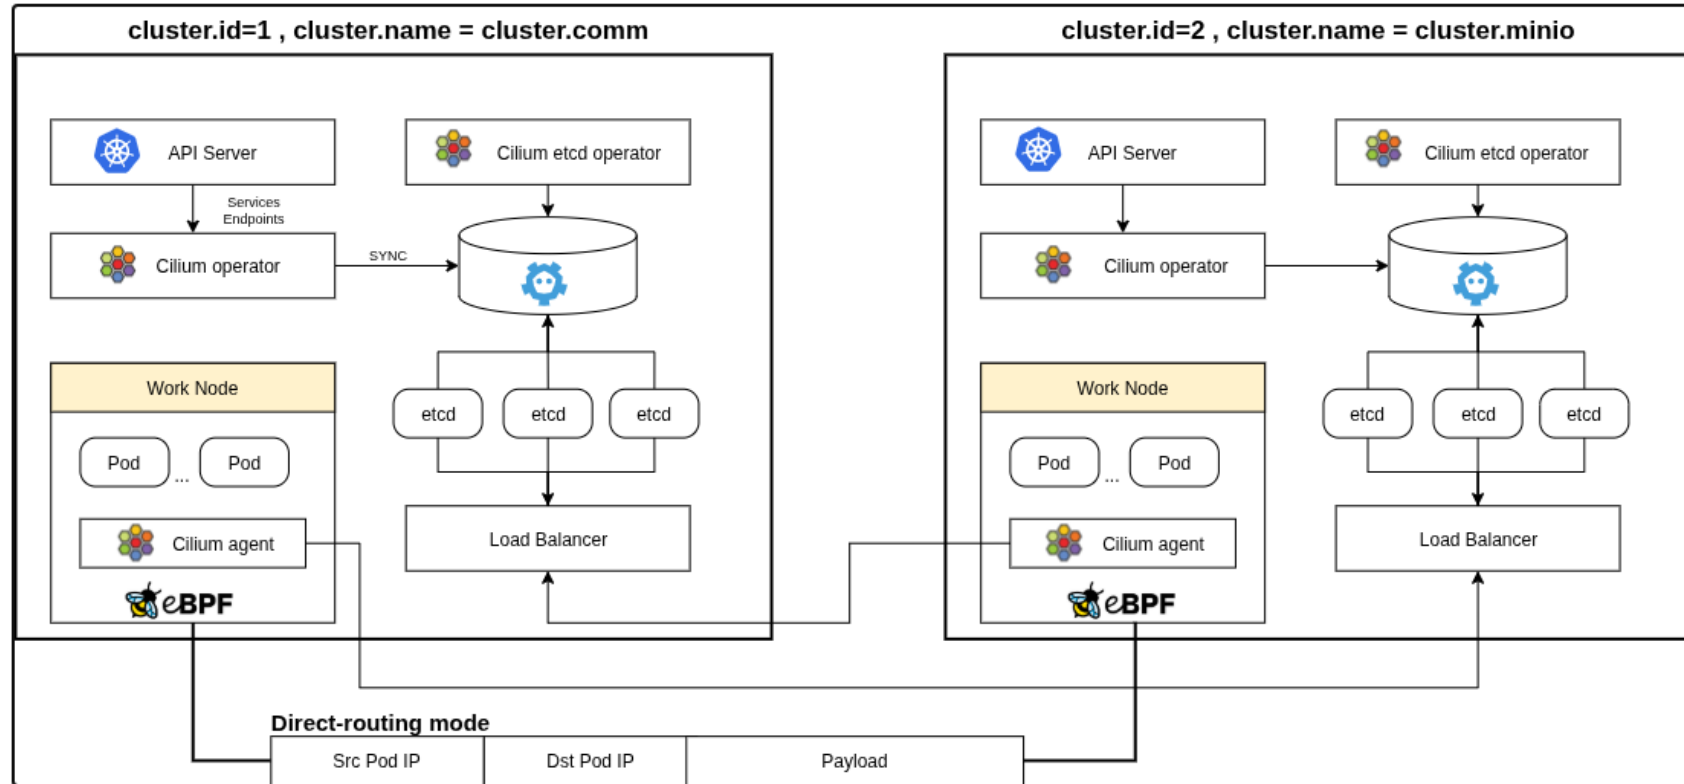 cluster.id=1 , cluster.name = cluster.comm
cluster.id=2 , cluster.name = cluster.minio
API Server
Cilium etcd operator
Services
Endpoints
Cilium operator
SYNC
Work Node
etcd
etcd
etcd
Pod
...
Pod
Cilium agent
Load Balancer
eBPF
API Server
Cilium etcd operator
Cilium operator
Work Node
etcd
etcd
etcd
Pod
...
Pod
Cilium agent
Load Balancer
eBPF
Direct-routing mode
Src Pod IP
Dst Pod IP
Payload